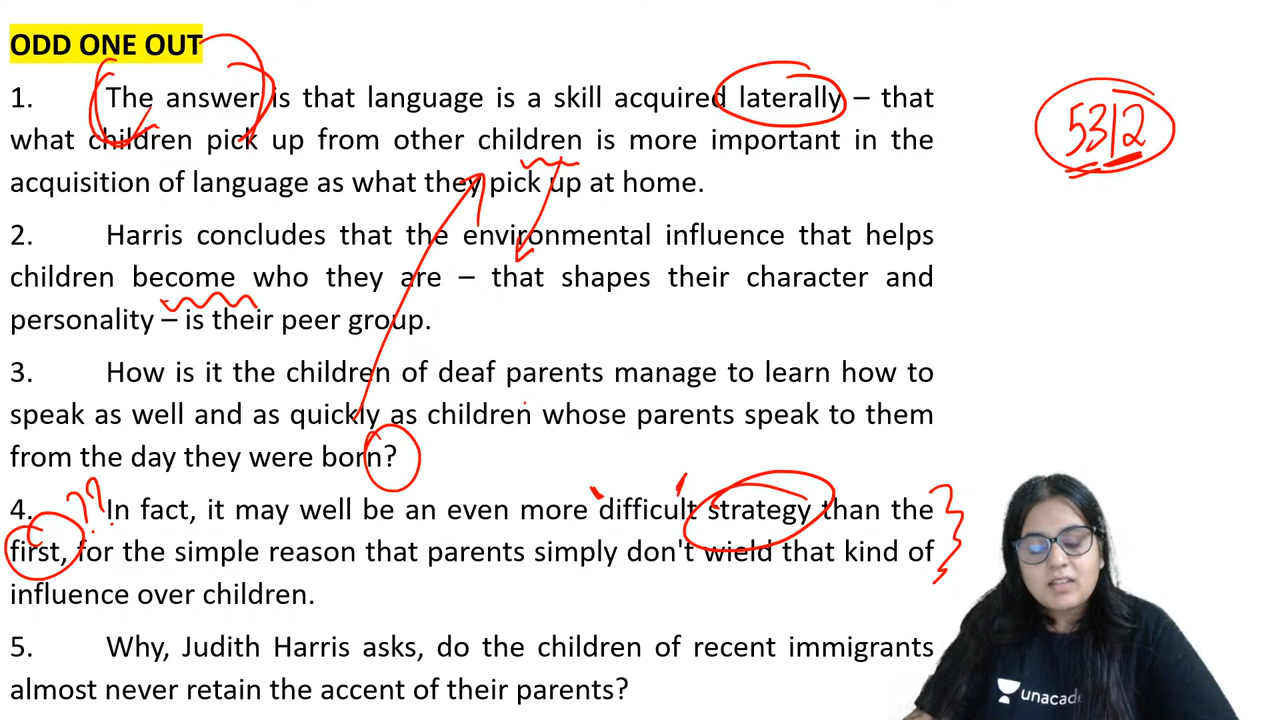 ODD ONE OUT
1. The answer is that language is a skill acquired laterally – that
what children pick up from other children is more important in the
acquisition of language as what they pick up at home.
2. Harris concludes that the environmental influence that helps
children become who they are – that shapes their character and
personality – is their peer group.
3. How is it the children of deaf parents manage to learn how to
speak as well and as quickly as children whose parents speak to them
from the day they were born?
4. In fact, it may well be an even more difficult strategy than the
first, for the simple reason that parents simply don't wield that kind of
influence over children.
5. Why, Judith Harris asks, do the children of recent immigrants
almost never retain the accent of their parents?
5312
??
unacade